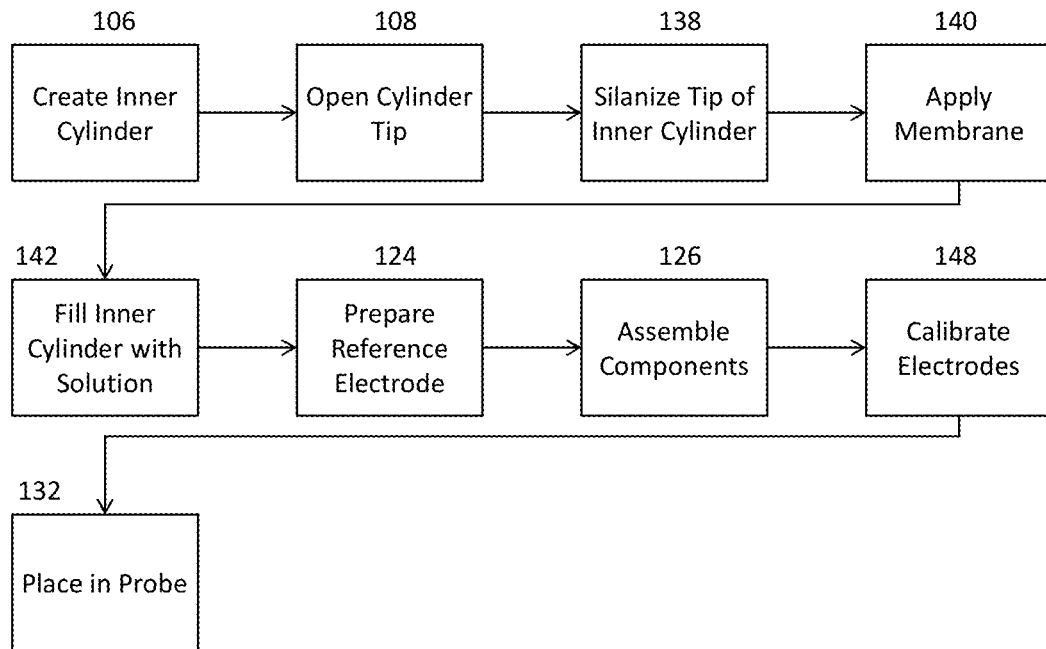 106
108
138
140
Create Inner
Cylinder
Open Cylinder
Tip
Silanize Tip of
Inner Cylinder
Apply
Membrane
142
124
126
148
Fill Inner
Cylinder with
Solution
Prepare
Reference
Electrode
Assemble
Components
Calibrate
Electrodes
132
Place in Probe